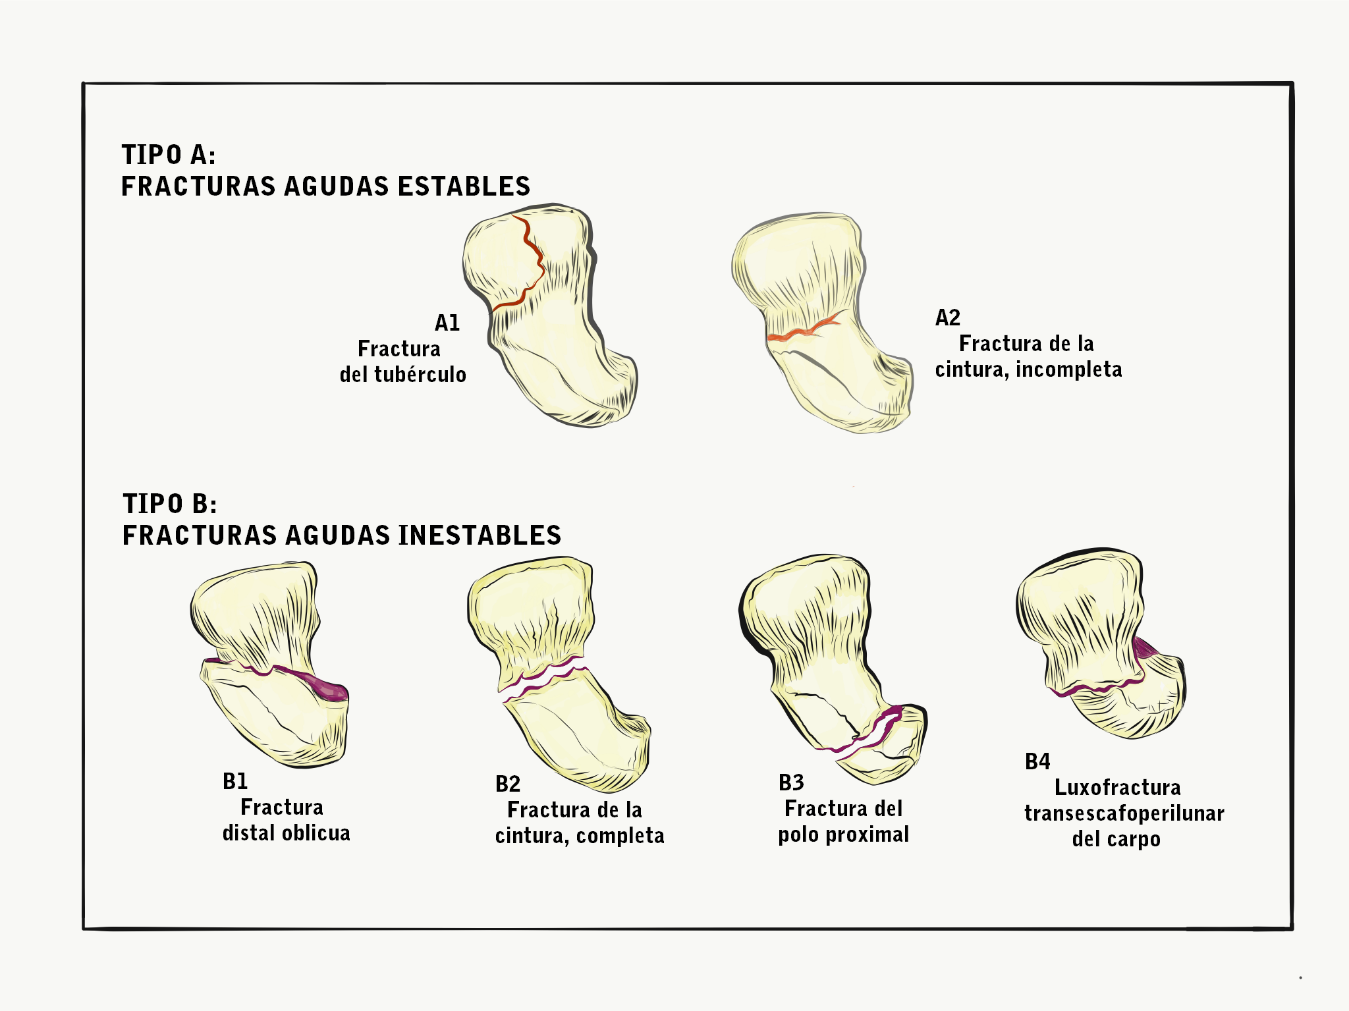 TIPO A:
FRACTURAS AGUDAS ESTABLES
A1
Fractura
del tubérculo
A2
Fractura de la
cintura, incompleta
TIPO B:
FRACTURAS AGUDAS INESTABLES
B1
Fractura
distal oblicua
B2
Fractura de la
cintura, completa
B3
Fractura del
polo proximal
B4
Luxofractura
transescafoperilunar
del carpo